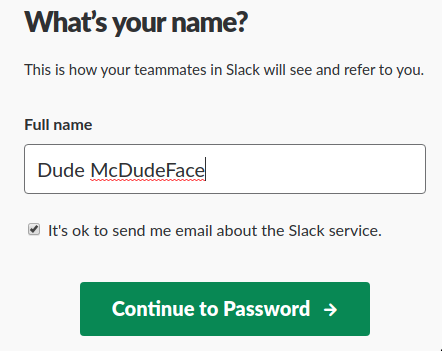 What's your name?
This is how your teammates in Slack will see and refer to you.
Full name
Dude McDudeFace
It's ok to send me email about the Slack service.
Continue to Password →